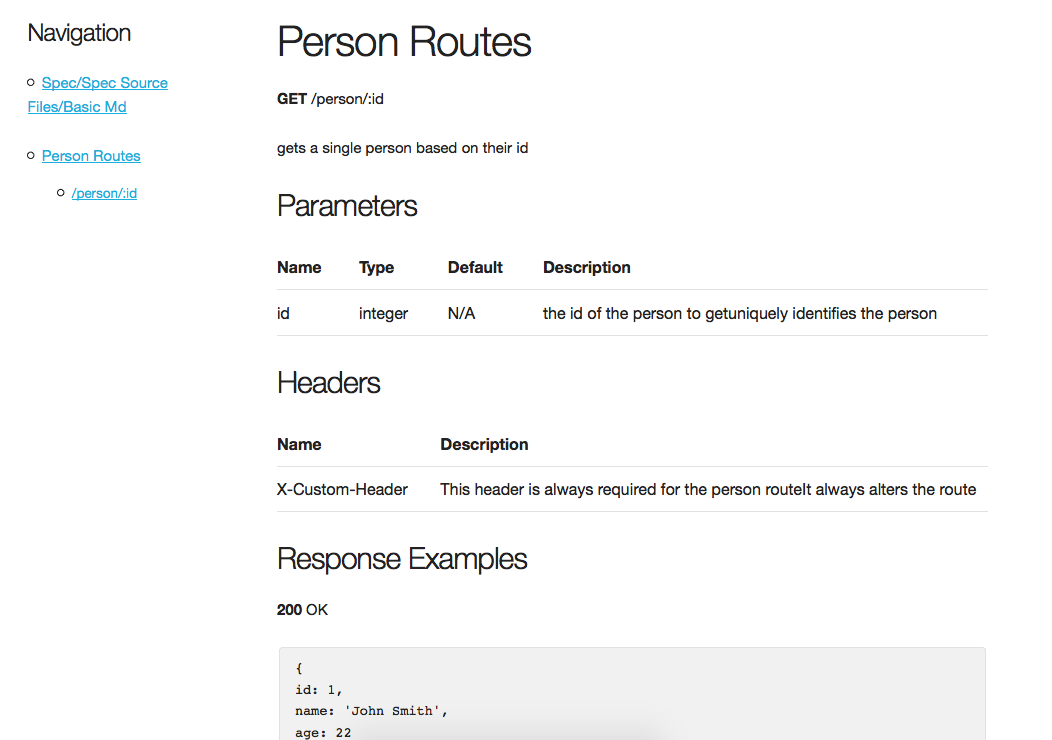 Navigation
Spec/Spec Source
Files/Basic Md
Person Routes
/person/:id
Person Routes
GET /person/:id
gets a single person based on their id
Parameters
Name Type Default Description
id integer N/A the id of the person to getuniquely identifies the person
Headers
Name Description
X-Custom-Header This header is always required for the person routeIt always alters the route
Response Examples
200 OK
{
id: 1,
name: 'John Smith',
age: 22